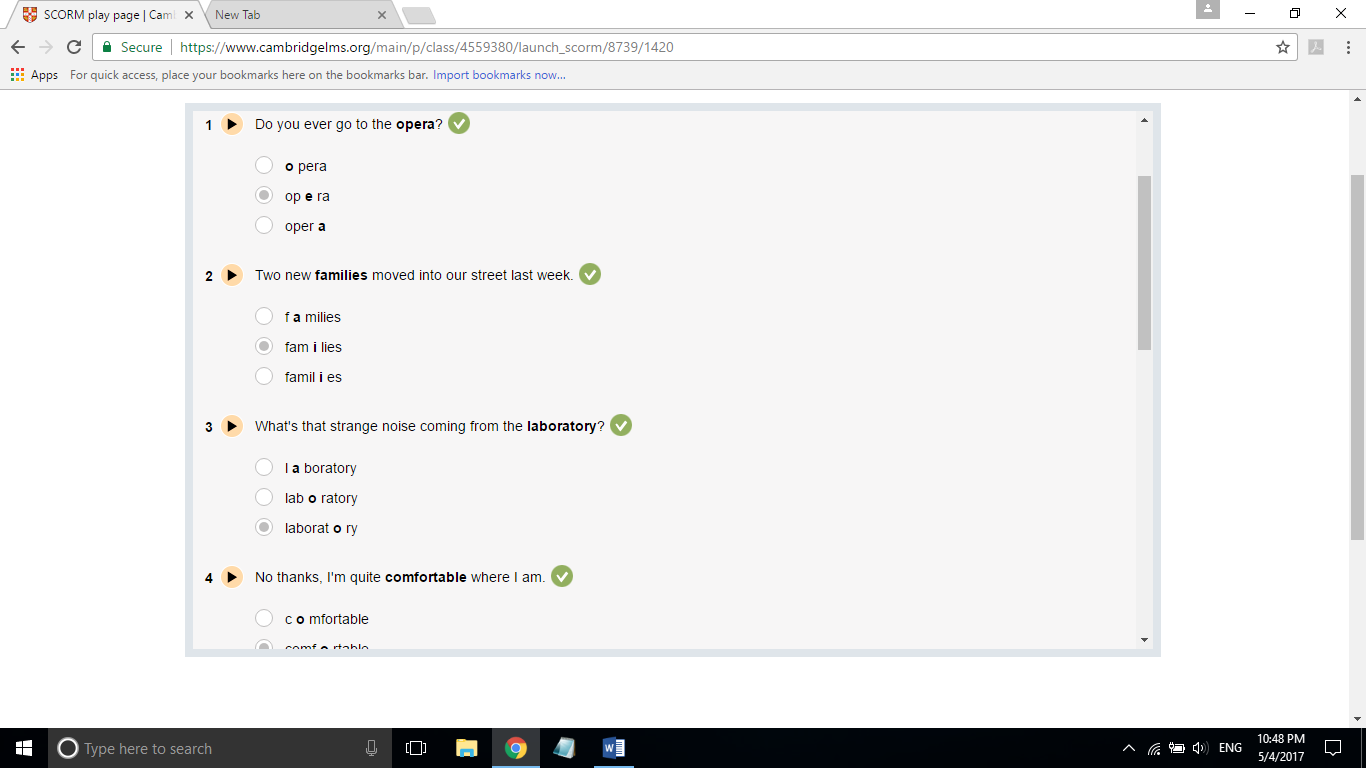 SCORM play page | Cam
New Tab
Secure
https://www.cambridgelms.org/main/p/class/4559380/launch_scorm/8739/1420
Apps
For quick access, place your bookmarks here on the bookmarks bar. Import bookmarks now...
1 Do you ever go to the opera?
o pera
op e ra
oper a
2 Two new families moved into our street last week.
f a milies
fam i lies
famil i es
3 What's that strange noise coming from the laboratory?
l a boratory
lab o ratory
laborat o ry
4 No thanks, I'm quite comfortable where I am.
c o mfortable
comf o rtable
Type here to search
ENG
10:48 PM
5/4/2017